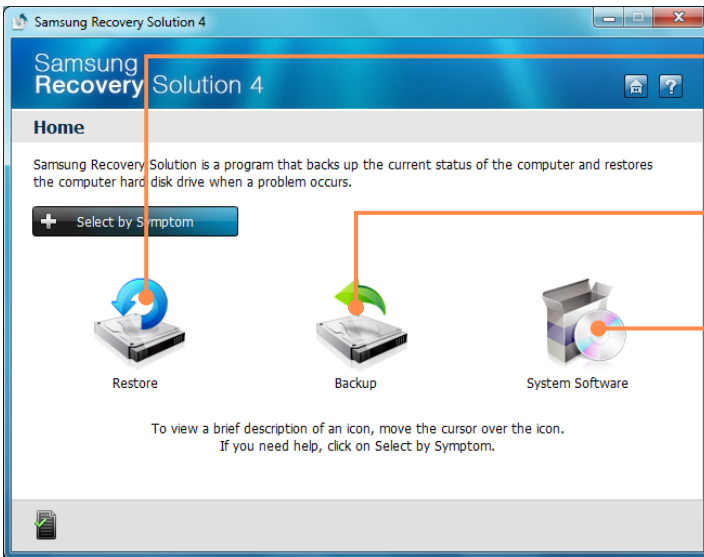 Samsung Recovery Solution 4
Samsung
Recovery Solution 4
Home
Samsung Recovery Solution is a program that backs up the current status of the computer and restores
the computer hard disk drive when a problem occurs.
Select by Symptom
Restore
Backup
System Software
To view a brief description of an icon, move the cursor over the icon.
If you need help, click on Select by Symptom.